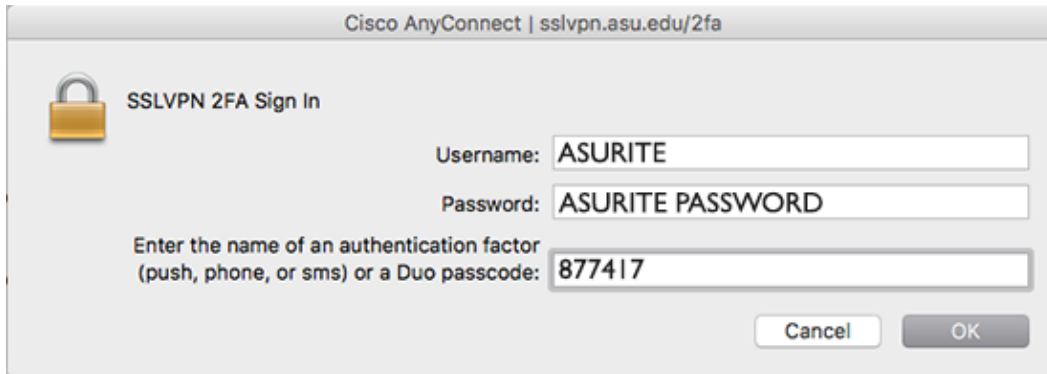 Cisco AnyConnect | sslvpn.asu.edu/2fa
SSLVPN 2FA Sign In
Username: ASURITE
Password: ASURITE PASSWORD
Enter the name of an authentication factor
(push, phone, or sms) or a Duo passcode: 877417
Cancel OK